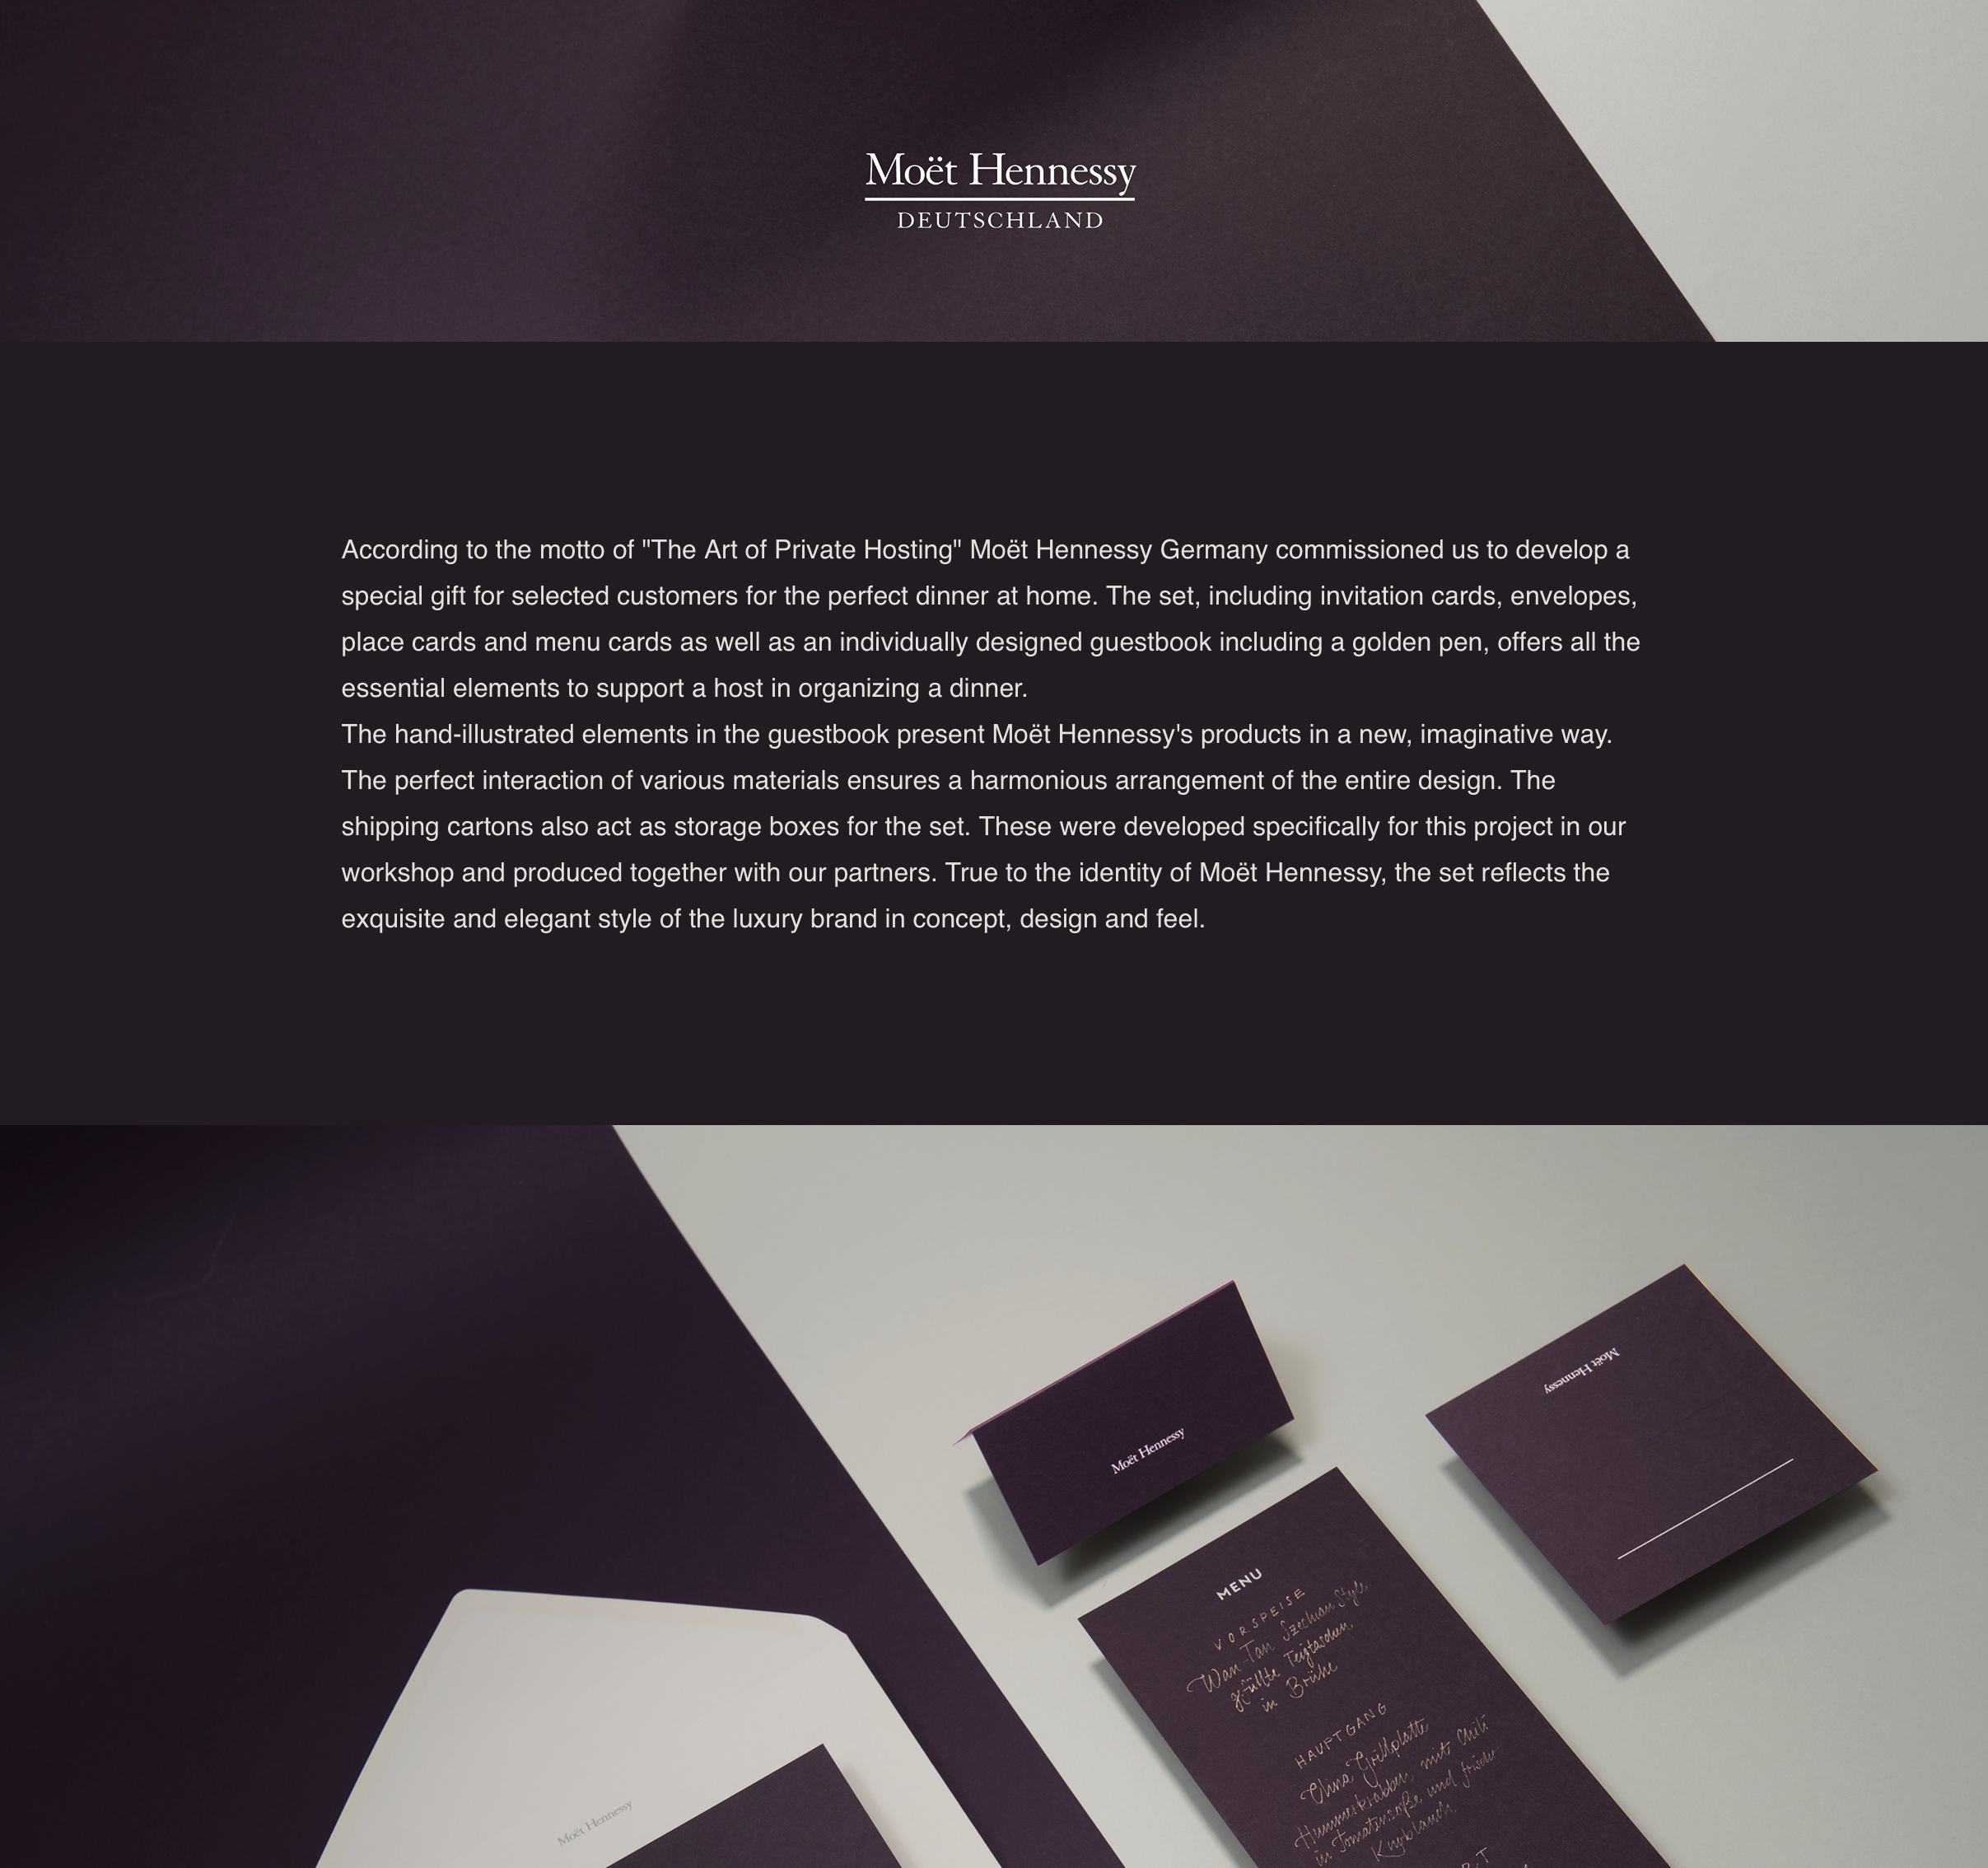 Moët Hennessy
DEUTSCHLAND
According to the motto of "The Art of Private Hosting" Moët Hennessy Germany commissioned us to develop a
special gift for selected customers for the perfect dinner at home. The set, including invitation cards, envelopes,
place cards and menu cards as well as an individually designed guestbook including a golden pen, offers all the
essential elements to support a host in organizing a dinner.
The hand-illustrated elements in the guestbook present Moët Hennessy's products in a new, imaginative way.
The perfect interaction of various materials ensures a harmonious arrangement of the entire design. The
shipping cartons also act as storage boxes for the set. These were developed specifically for this project in our
workshop and produced together with our partners. True to the identity of Moët Hennessy, the set reflects the
exquisite and elegant style of the luxury brand in concept, design and feel.
Moët Hennessy
Moët Hennessy
MENU
VORSPEISE
Wan-Tan Szechuan Style,
gefüllte Teigtaschen
in Brühe
HAUPTGANG
China Grillplatte
Hummerkrabben mit Chili
in Tomatensoße und frischer
Knoblauch
Moët Hennessy